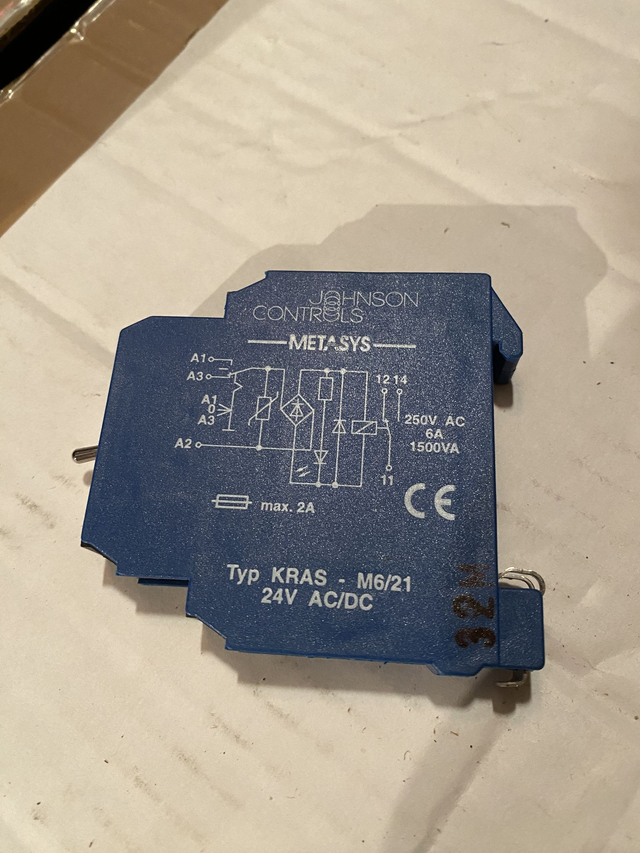 JOHNSON
CONTROLS
METASYS
A1
A3
A1
0
A3
A2
12 14
250V AC
6A
1500VA
11
CE
max. 2A
Typ KRAS - M6/21
24V AC/DC
32H